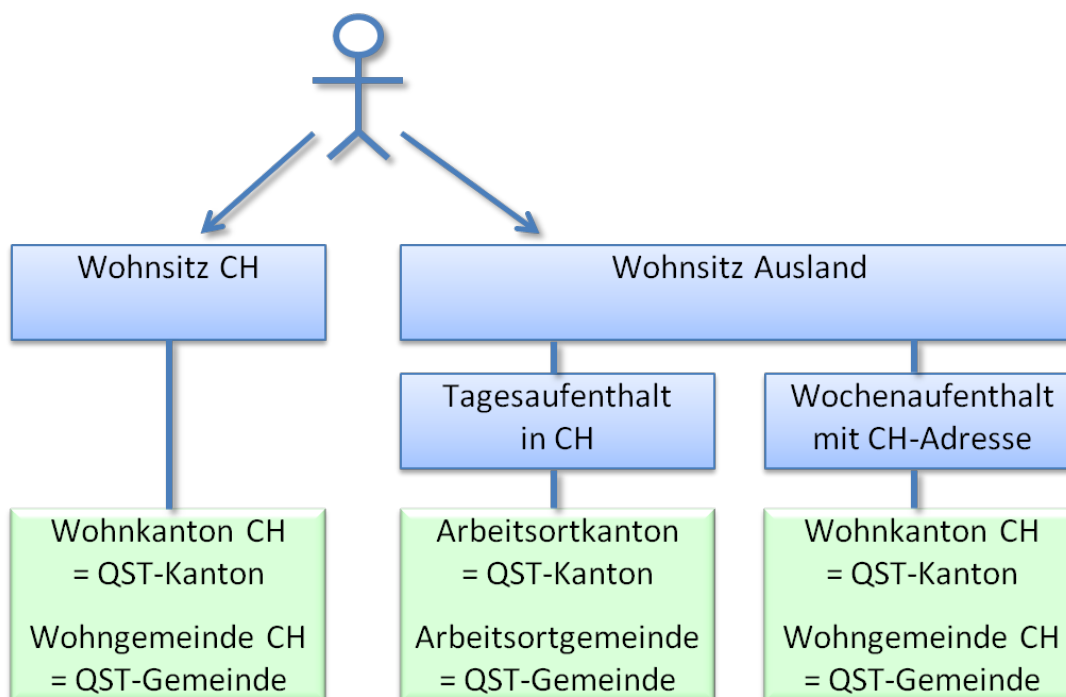 Wohnsitz CH
Wohnsitz Ausland
Tagesaufenthalt
in CH
Wochenaufenthalt
mit CH-Adresse
Wohnkanton CH
= QST-Kanton
Wohngemeinde CH
= QST-Gemeinde
Arbeitsortkanton
= QST-Kanton
Arbeitsortgemeinde
= QST-Gemeinde
Wohnkanton CH
= QST-Kanton
Wohngemeinde CH
= QST-Gemeinde